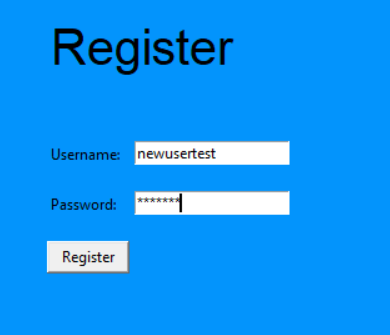 Register
Username: newusertest
Password: *******
Register